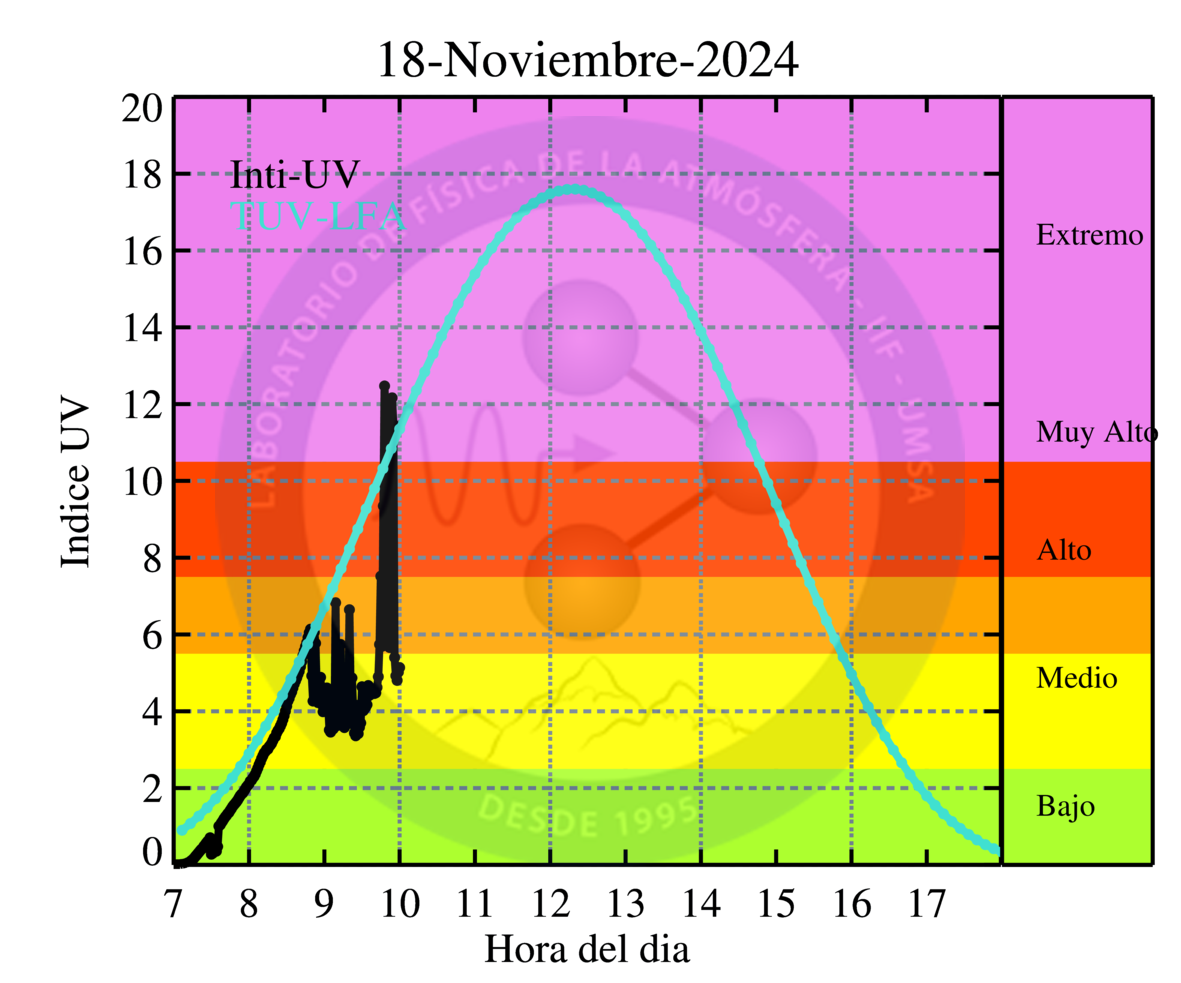 18-Noviembre-2024
20
18
16
14
12
10
8
6
4
2
0
Indice UV
Inti-UV
TUV-LFA
LABORATORIO DE FÍSICA DE LA ATMÓSFERA - IIF - UMSA
DESDE 1995
Extremo
Muy Alto
Alto
Medio
Bajo
7 8 9 10 11 12 13 14 15 16 17
Hora del dia